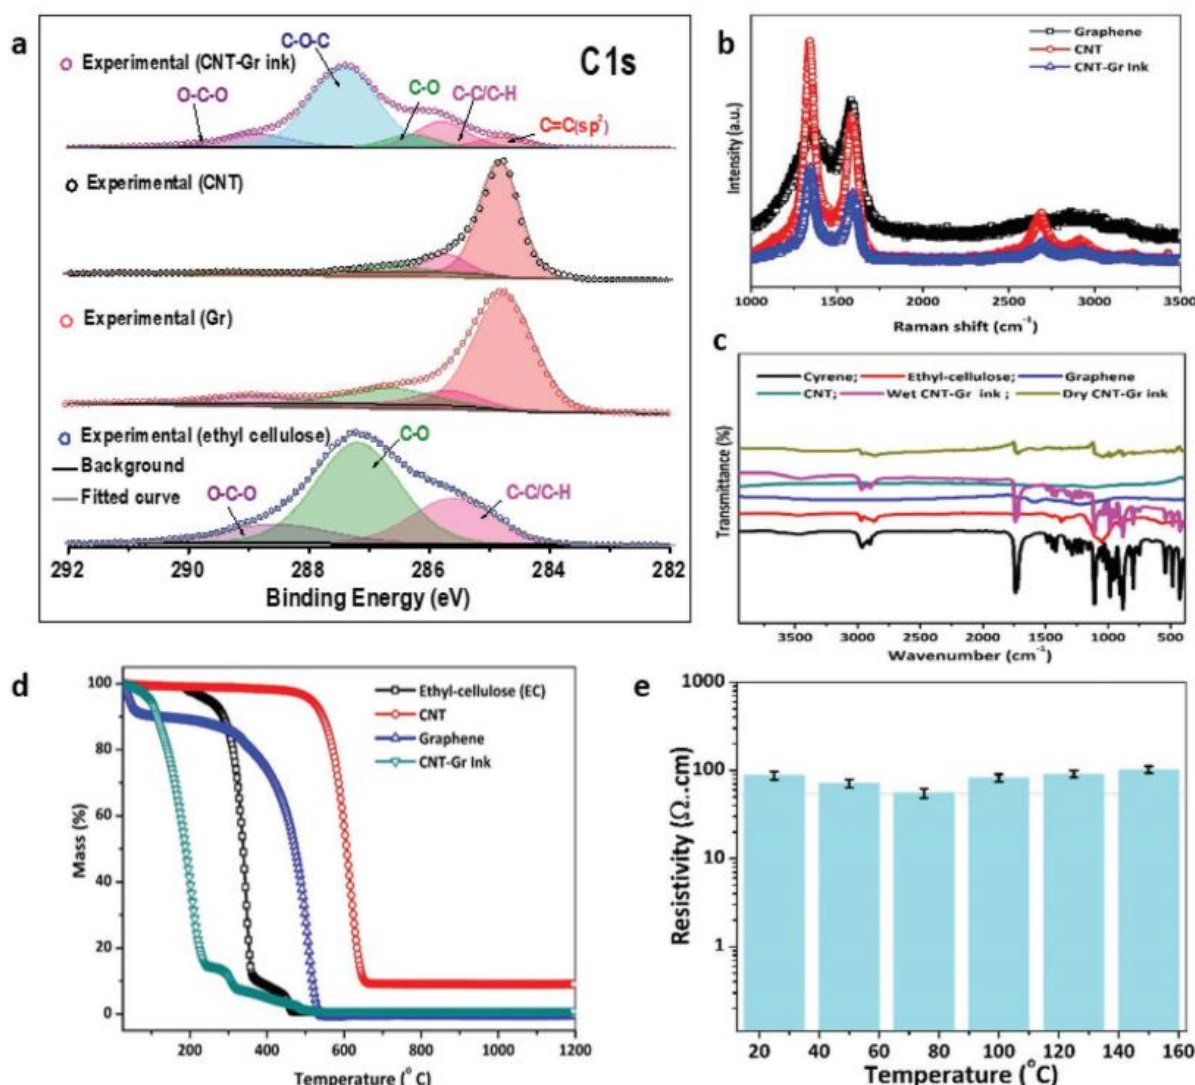 a
C1s
Experimental (CNT-Gr ink)
C-O-C
O-C-O
C-O
C-C/C-H
C=C(sp²)
Experimental (CNT)
Experimental (Gr)
Experimental (ethyl cellulose)
Background
Fitted curve
O-C-O
C-O
C-C/C-H
292 290 288 286 284 282
Binding Energy (eV)
b
Graphene
CNT
CNT-Gr Ink
Intensity (a.u.)
1000 1500 2000 2500 3000 3500
Raman shift (cm⁻¹)
c
Cyrene; Ethyl-cellulose; Graphene
CNT; Wet CNT-Gr ink ; Dry CNT-Gr ink
Transmittance (%)
3500 3000 2500 2000 1500 1000 500
Wavenumber (cm⁻¹)
d
Ethyl-cellulose (EC)
CNT
Graphene
CNT-Gr Ink
Mass (%)
100
80
60
40
20
0
200 400 600 800 1000 1200
Temperature (° C)
e
Resistivity (Ω..cm)
1000
100
10
1
20 40 60 80 100 120 140 160
Temperature (°C)